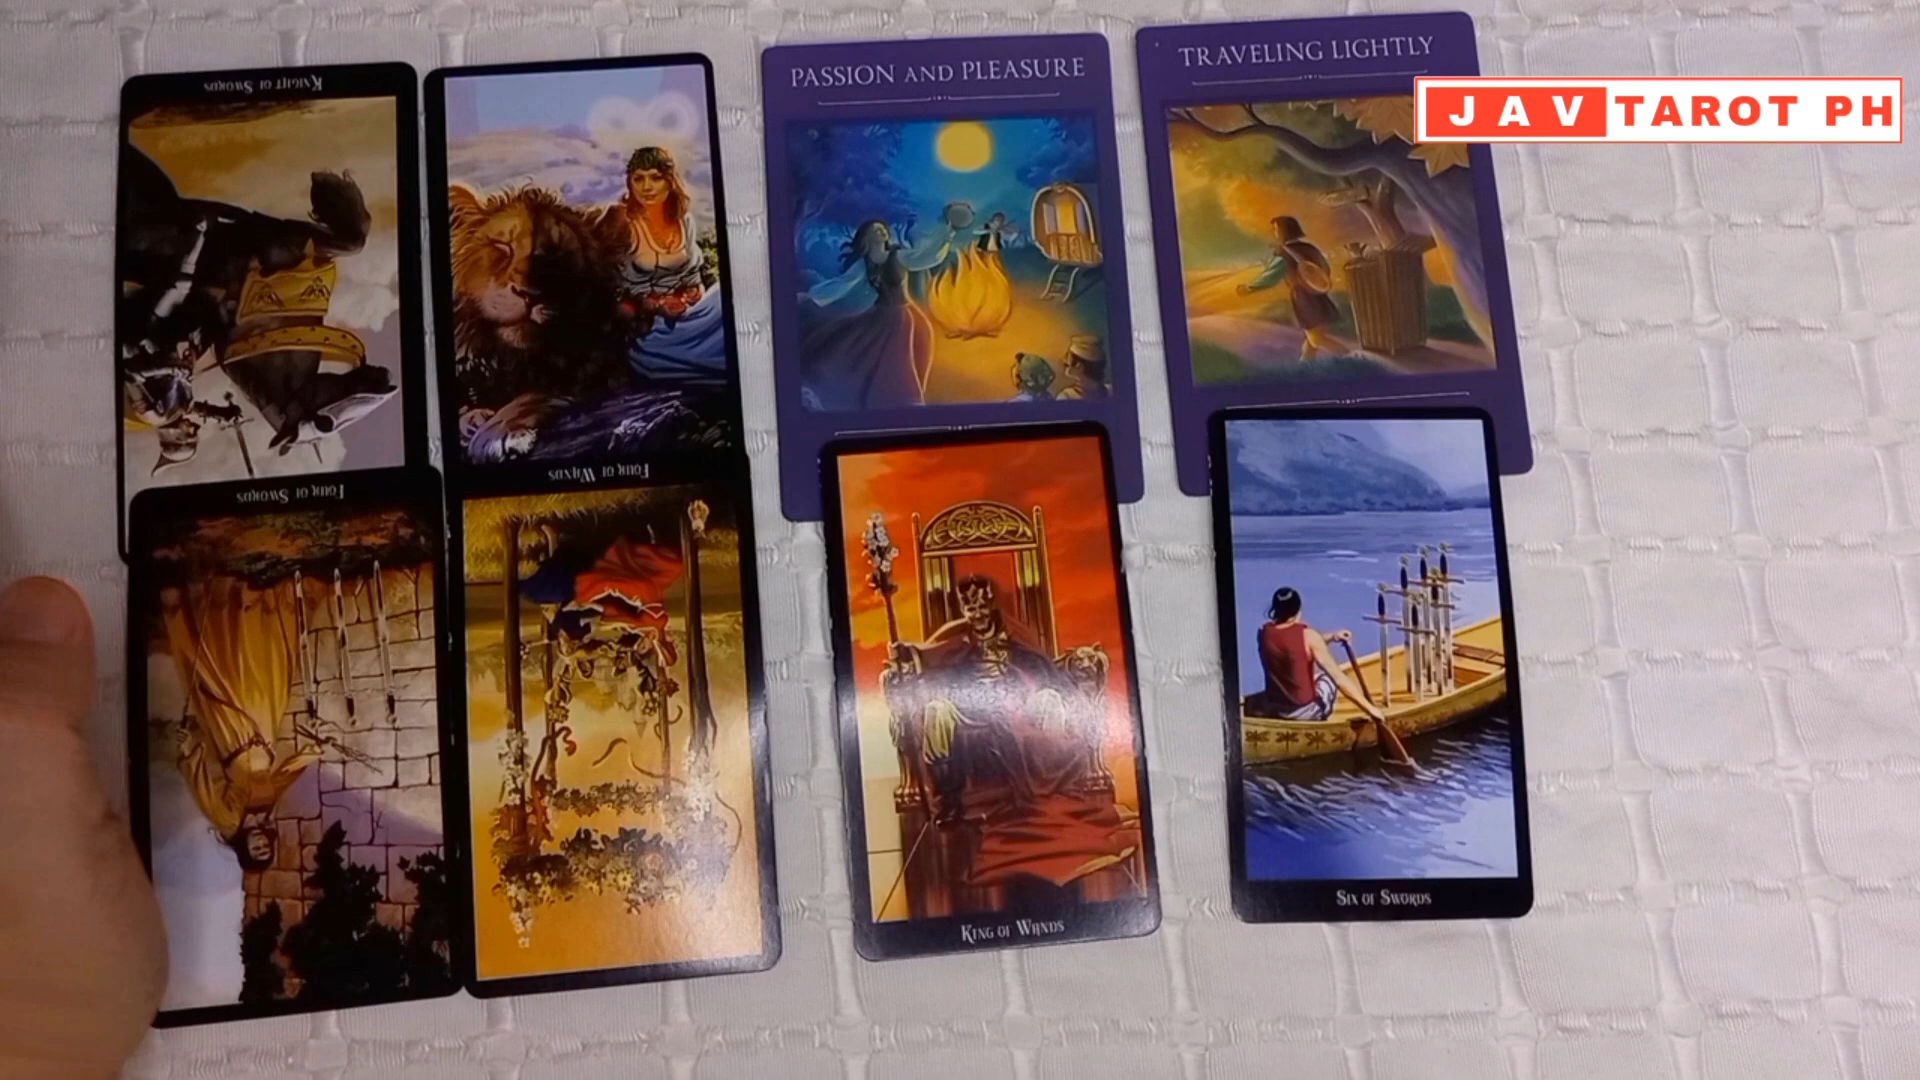 Knight of Swords
PASSION AND PLEASURE
TRAVELING LIGHTLY
JAV TAROT PH
Four of Swords
Four of Wands
King of Wands
Six of Swords